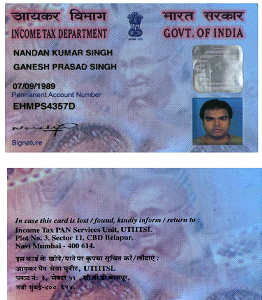 आयकर विभाग
भारत सरकार
INCOME TAX DEPARTMENT
GOVT. OF INDIA
NANDAN KUMAR SINGH
GANESH PRASAD SINGH
07/09/1989
Permanent Account Number
EHMPS4357D
Signature
In case this card is lost / found, kindly inform / return to :
Income Tax PAN Services Unit, UTIITSL
Plot No. 3, Sector 11, CBD Belapur,
Navi Mumbai - 400 614.
इस कार्ड के खोने/पाने पर कृपया सूचित करें/लौटाएं :
आयकर पैन सेवा यूनीट, UTIITSL
प्लाट नं: ३, सेक्टर ११, सी.बी.डी.बेलापूर,
नवी मुंबई-४०० ६१४.